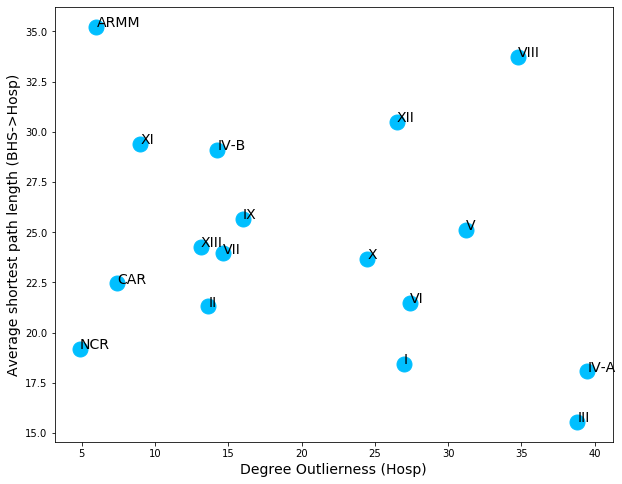 35.0
32.5
30.0
27.5
25.0
22.5
20.0
17.5
15.0
Average shortest path length (BHS->Hosp)
ARMM
VIII
XII
XI
IV-B
IX
V
XIII
VII
X
CAR
VI
II
NCR
I
IV-A
III
5
10
15
20
25
30
35
40
Degree Outlierness (Hosp)